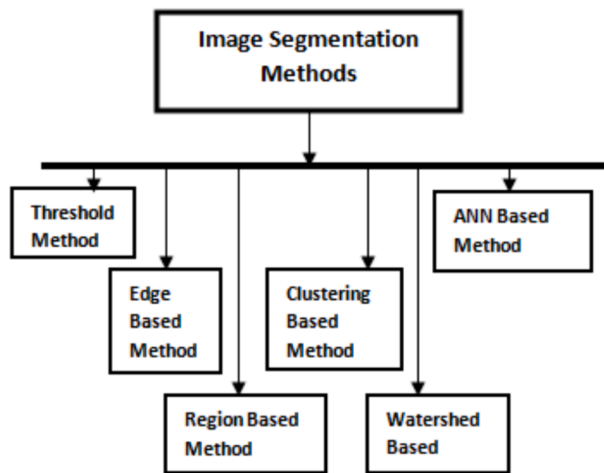 Image Segmentation
Methods
Threshold
Method
Edge
Based
Method
Region Based
Method
Clustering
Based
Method
Watershed
Based
ANN Based
Method